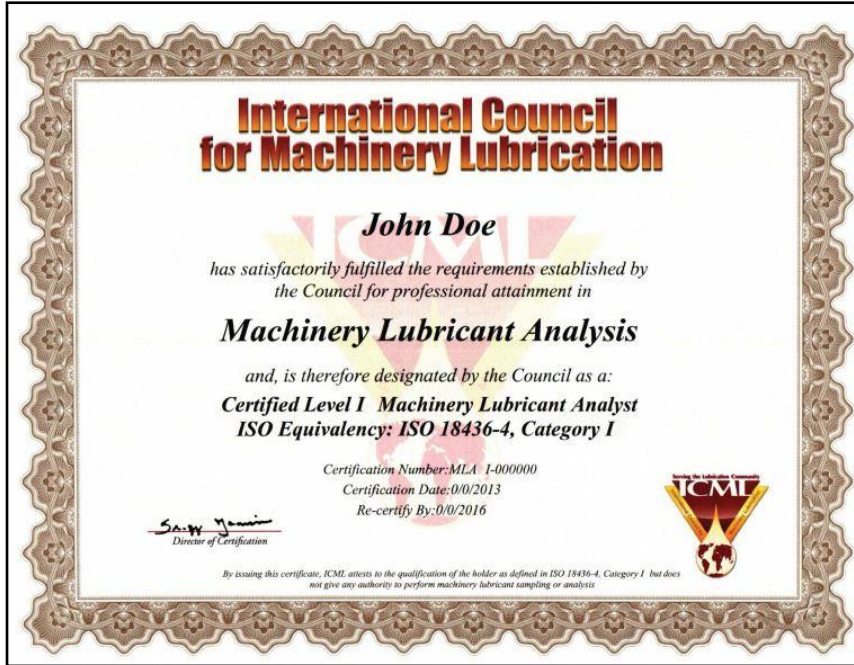 International Council
for Machinery Lubrication
John Doe
has satisfactorily fulfilled the requirements established by
the Council for professional attainment in
Machinery Lubricant Analysis
and, is therefore designated by the Council as a:
Certified Level I Machinery Lubricant Analyst
ISO Equivalency: ISO 18436-4, Category I
Certification Number:MLA I-000000
Certification Date:0/0/2013
Re-certify By:0/0/2016
Director of Certification
Serving the Lubrication Community
ICML
By issuing this certificate, ICML attests to the qualification of the holder as defined in ISO 18436-4, Category I but does
not give any authority to perform machinery lubricant sampling or analysis